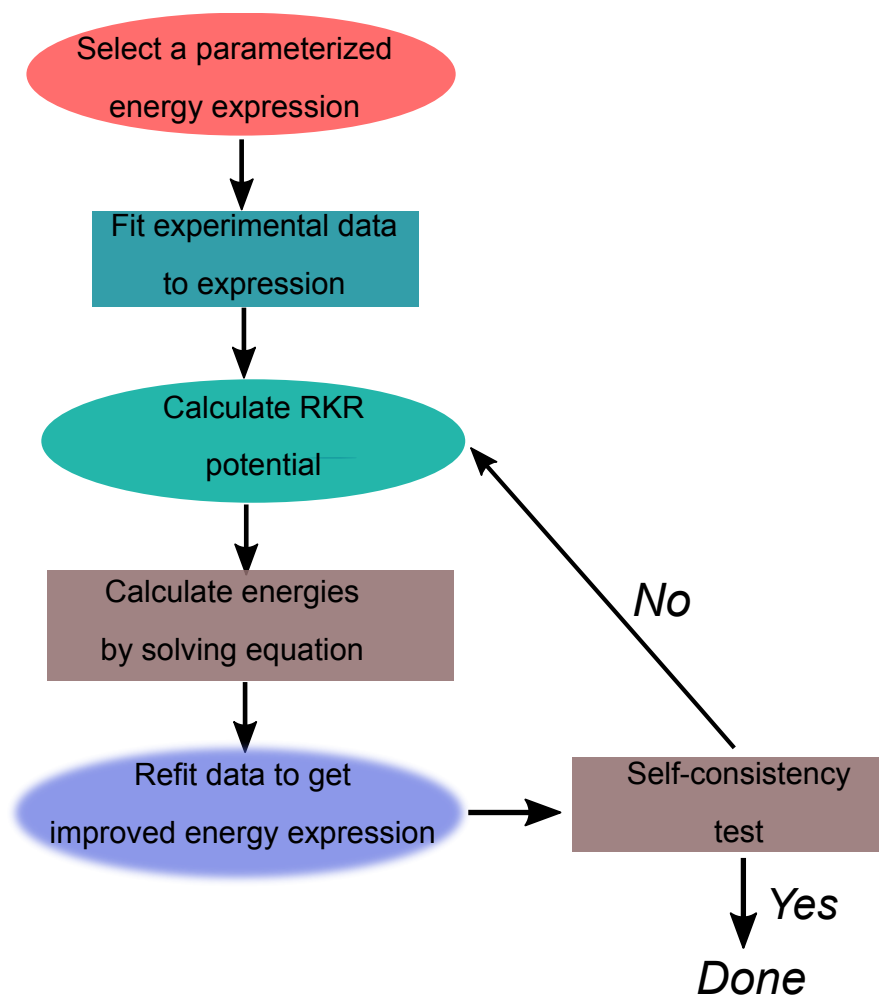 Select a parameterized
energy expression
Fit experimental data
to expression
Calculate RKR
potential
Calculate energies
by solving equation
No
Refit data to get
improved energy expression
Self-consistency
test
Yes
Done